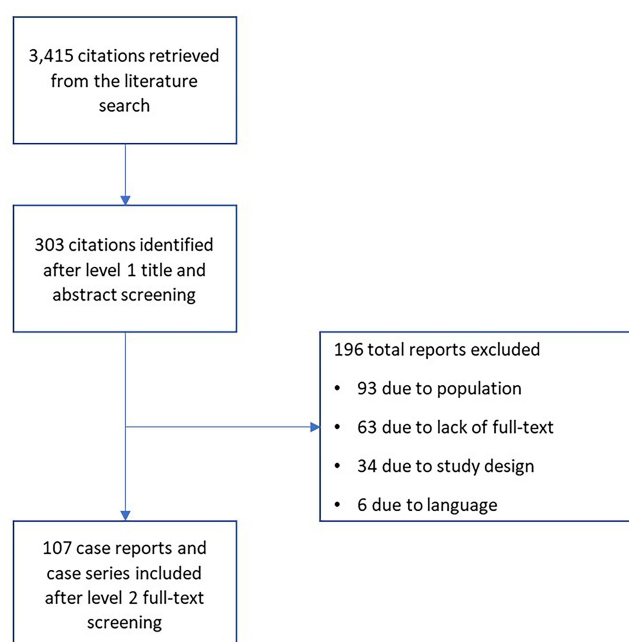 3,415 citations retrieved
from the literature
search
303 citations identified
after level 1 title and
abstract screening
196 total reports excluded
• 93 due to population
• 63 due to lack of full-text
• 34 due to study design
• 6 due to language
107 case reports and
case series included
after level 2 full-text
screening